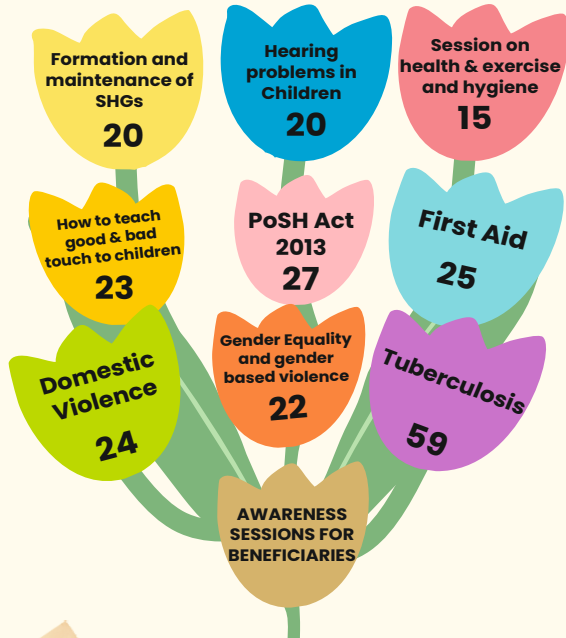 Formation and
maintenance of
SHGs
20
Hearing
problems in
Children
20
Session on
health & exercise
and hygiene
15
How to teach
good & bad
touch to children
23
PoSH Act
2013
27
First Aid
25
Domestic
Violence
24
Gender Equality
and gender
based violence
22
Tuberculosis
59
AWARENESS
SESSIONS FOR
BENEFICIARIES